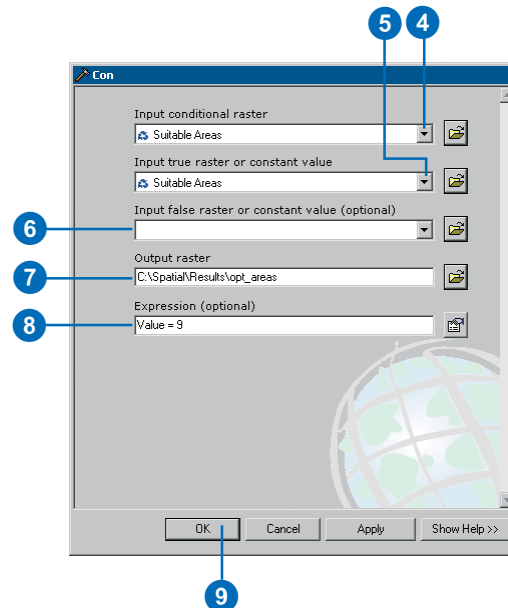 5 4
Con
Input conditional raster
Suitable Areas
Input true raster or constant value
Suitable Areas
Input false raster or constant value (optional)
6
Output raster
7
C:\Spatial\Results\opt_areas
Expression (optional)
8
Value = 9
OK Cancel Apply Show Help >>
9